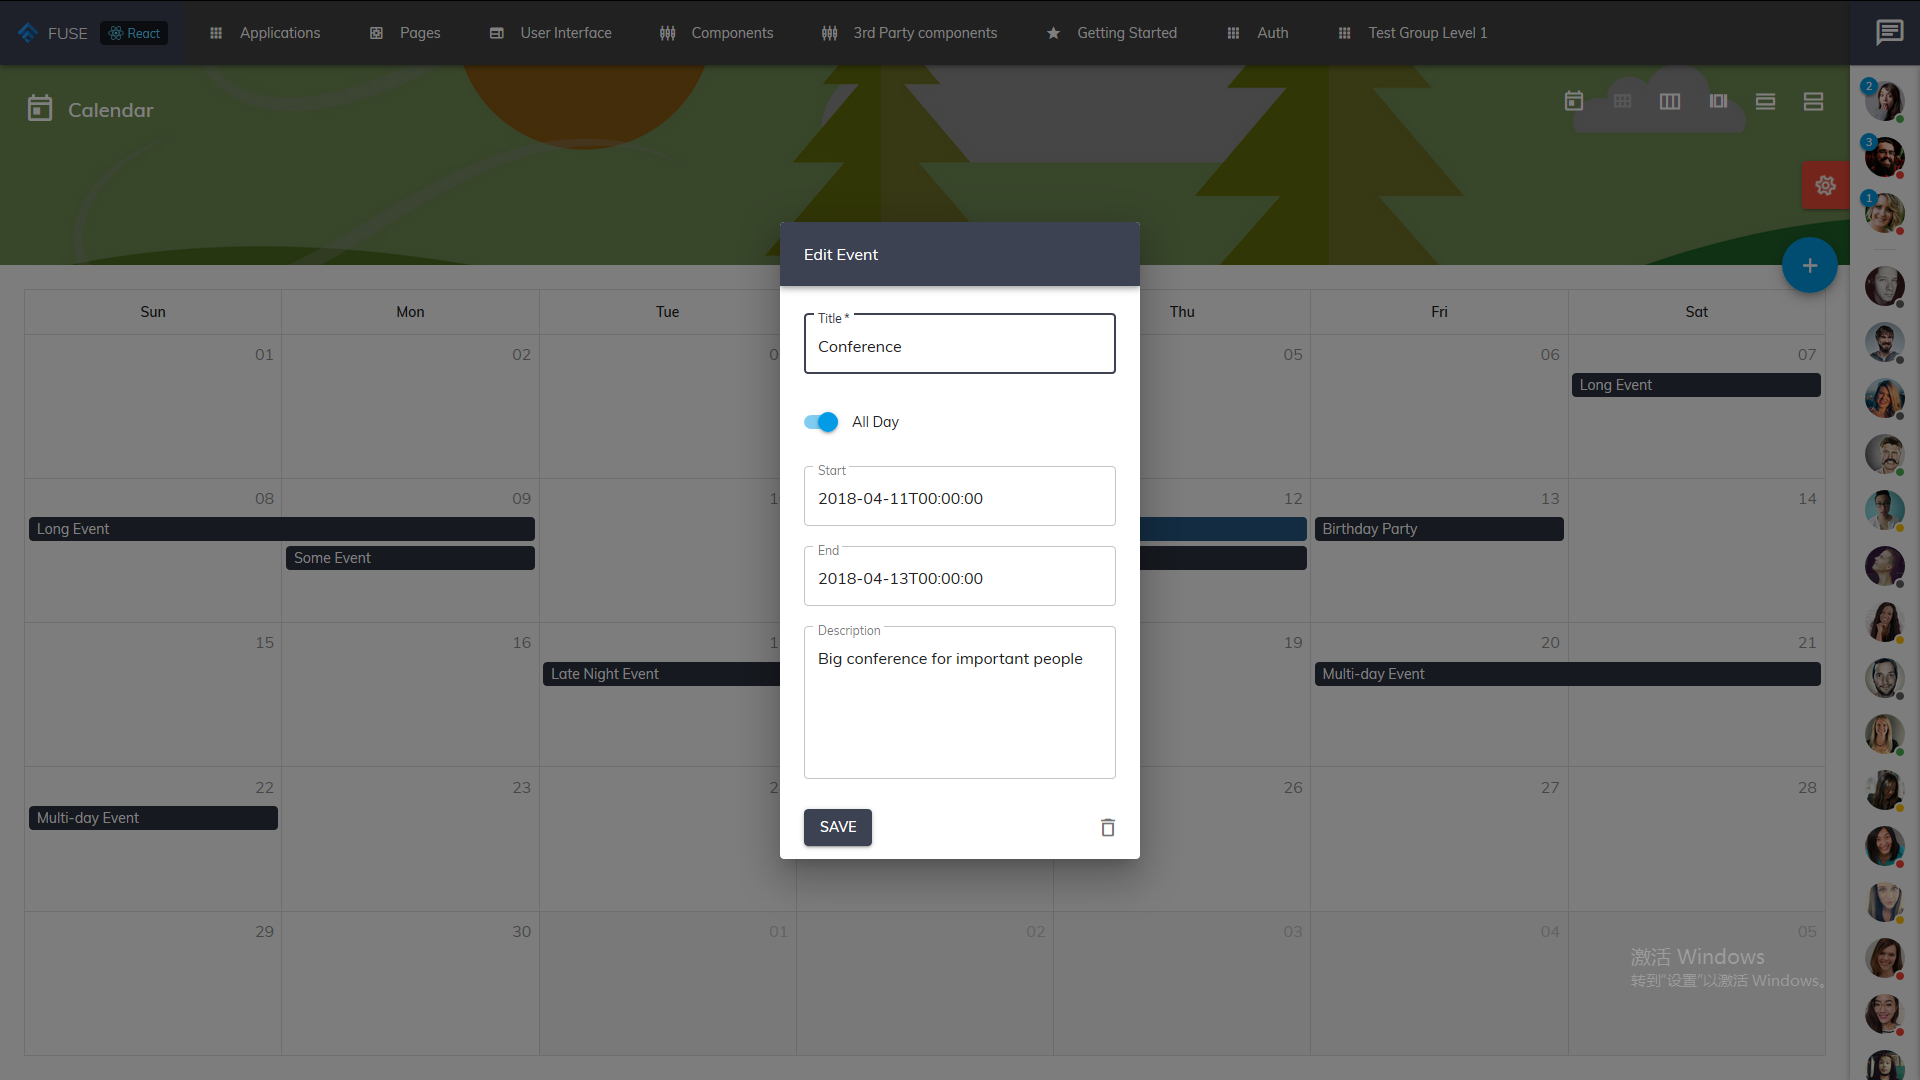 FUSE React Applications Pages User Interface Components 3rd Party components Getting Started Auth Test Group Level 1
Calendar
2
3
1
Sun Mon Tue Thu Fri Sat
01 02 0 05 06 07
Long Event
08 09 1 12 13 14
Long Event Birthday Party
Some Event
15 16 1 19 20 21
Late Night Event Multi-day Event
22 23 2 26 27 28
Multi-day Event
29 30 01 02 03 04 05
Edit Event
Title *
Conference
All Day
Start
2018-04-11T00:00:00
End
2018-04-13T00:00:00
Description
Big conference for important people
SAVE
激活 Windows
转到“设置”以激活 Windows。